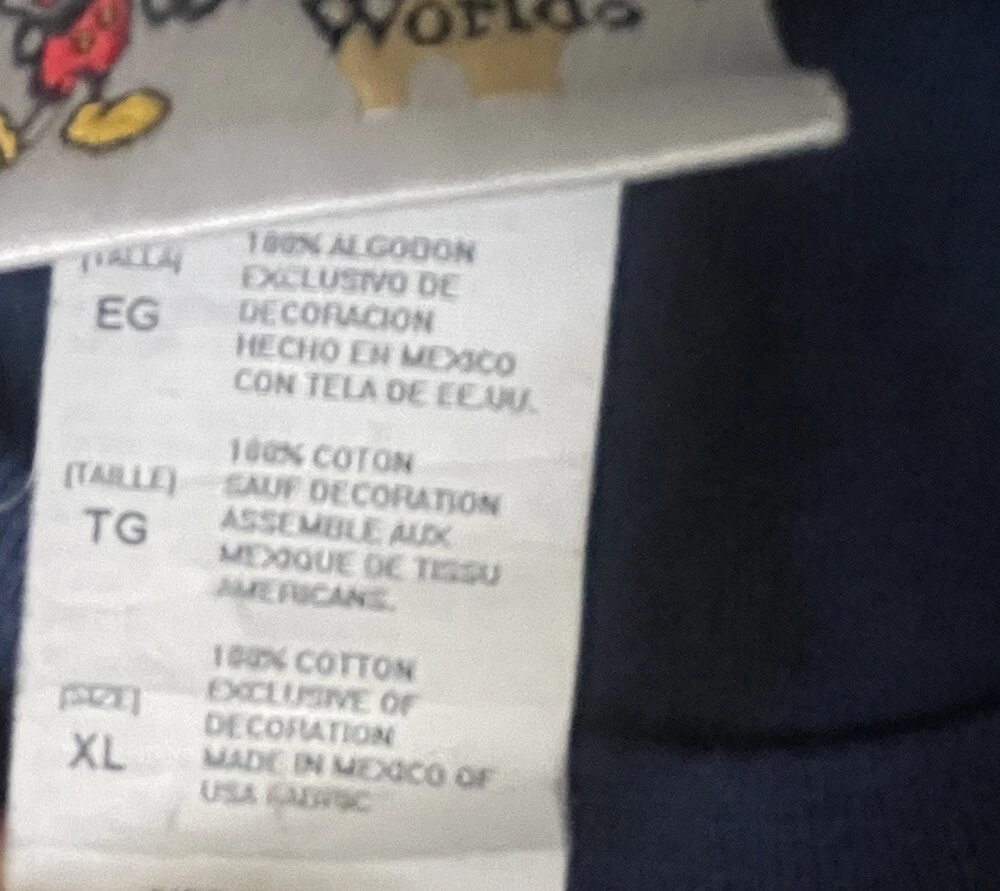 World®
(TALLA)
EG
100% ALGODON
EXCLUSIVO DE
DECORACION
HECHO EN MEXICO
CON TELA DE EE.UU.
(TAILLE)
TG
100% COTON
SAUF DECORATION
ASSEMBLE AUX
MEXIQUE DE TISSU
AMERICANS.
[SIZE]
XL
100% COTTON
EXCLUSIVE OF
DECORATION
MADE IN MEXICO OF
USA FABRIC